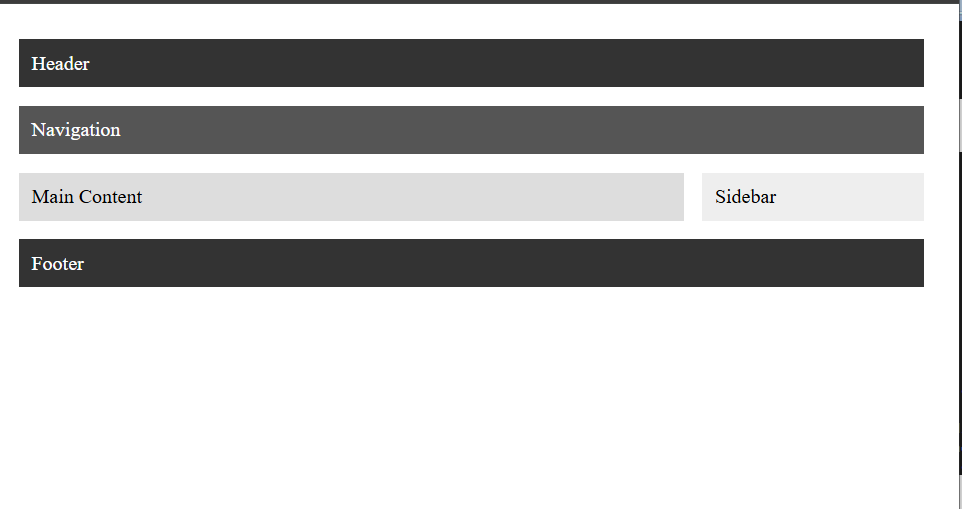 Header
Navigation
Main Content
Sidebar
Footer